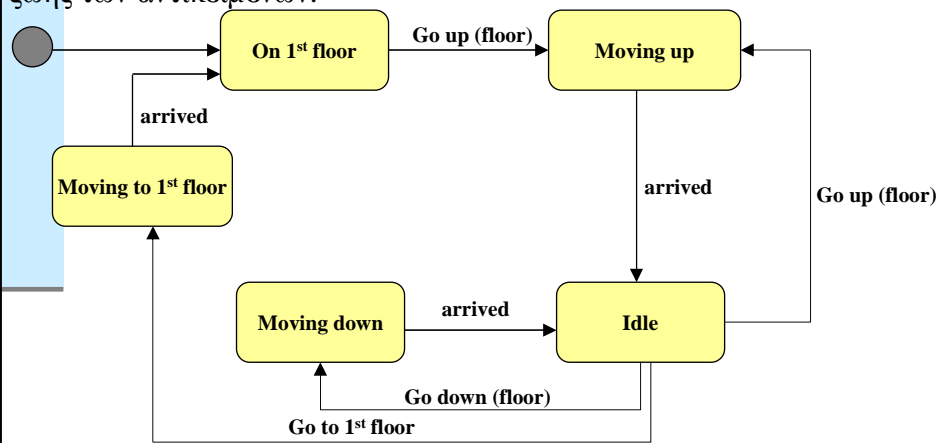 Go up (floor)
On 1st floor
Moving up
arrived
Moving to 1st floor
arrived
Go up (floor)
Moving down
arrived
Idle
Go down (floor)
Go to 1st floor